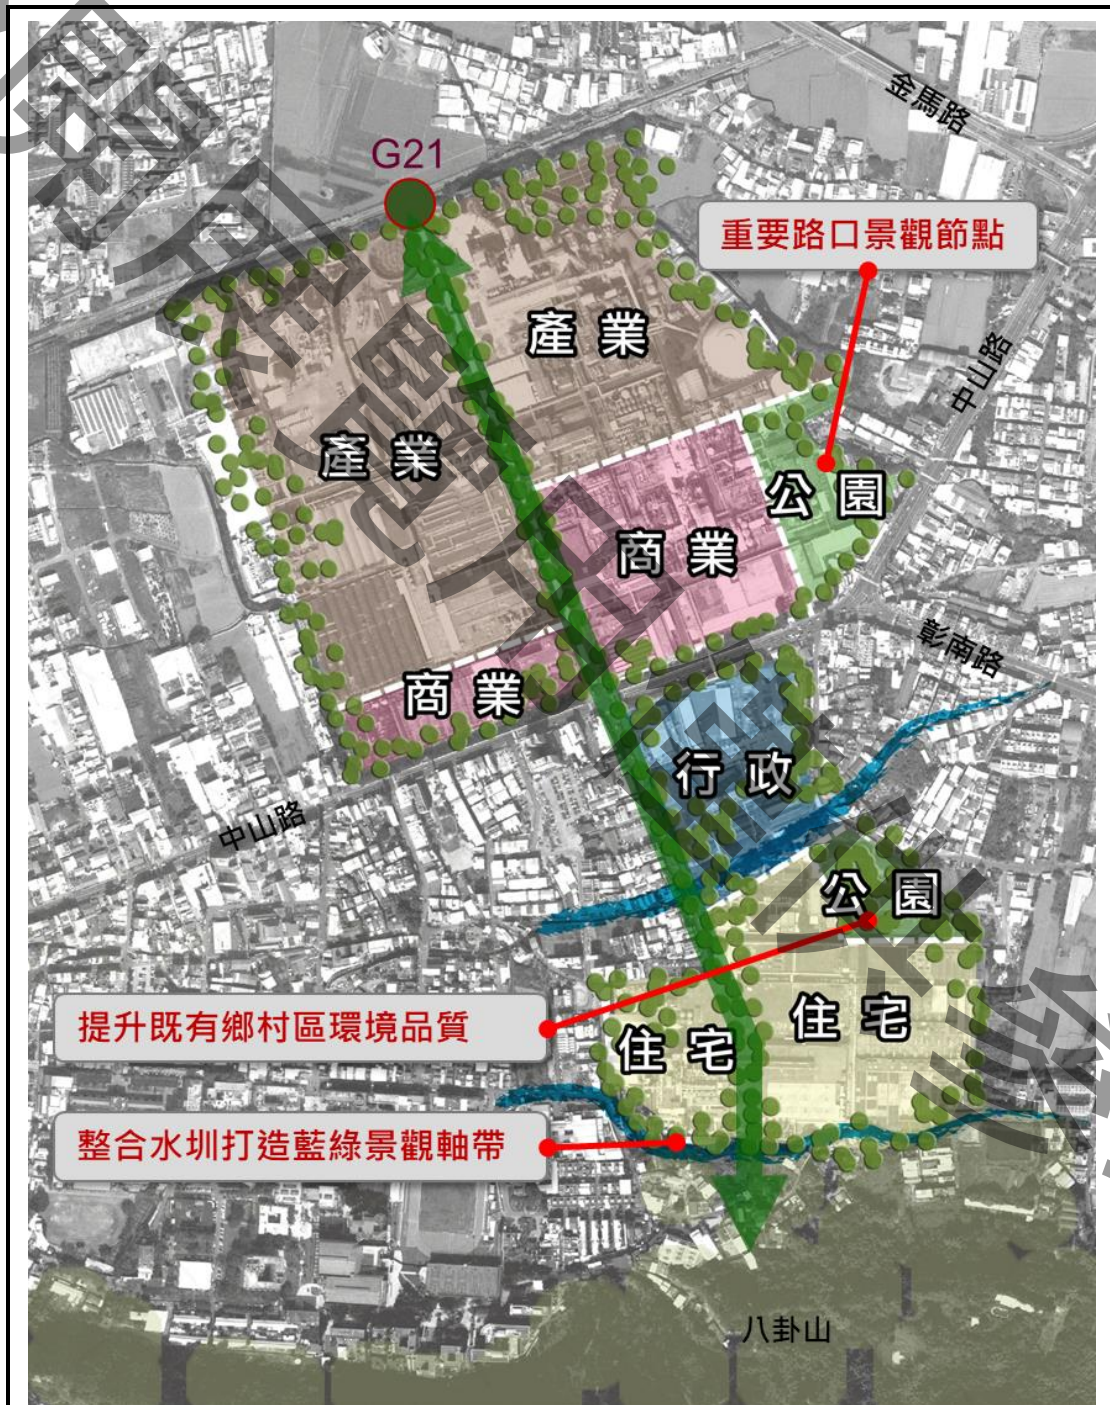 金馬路
G21
重要路口景觀節點
產業
中山路
產業
公園
商業
彰南路
商業
行政
中山路
公園
提升既有鄉村區環境品質
住宅
住宅
整合水圳打造藍綠景觀軸帶
八卦山